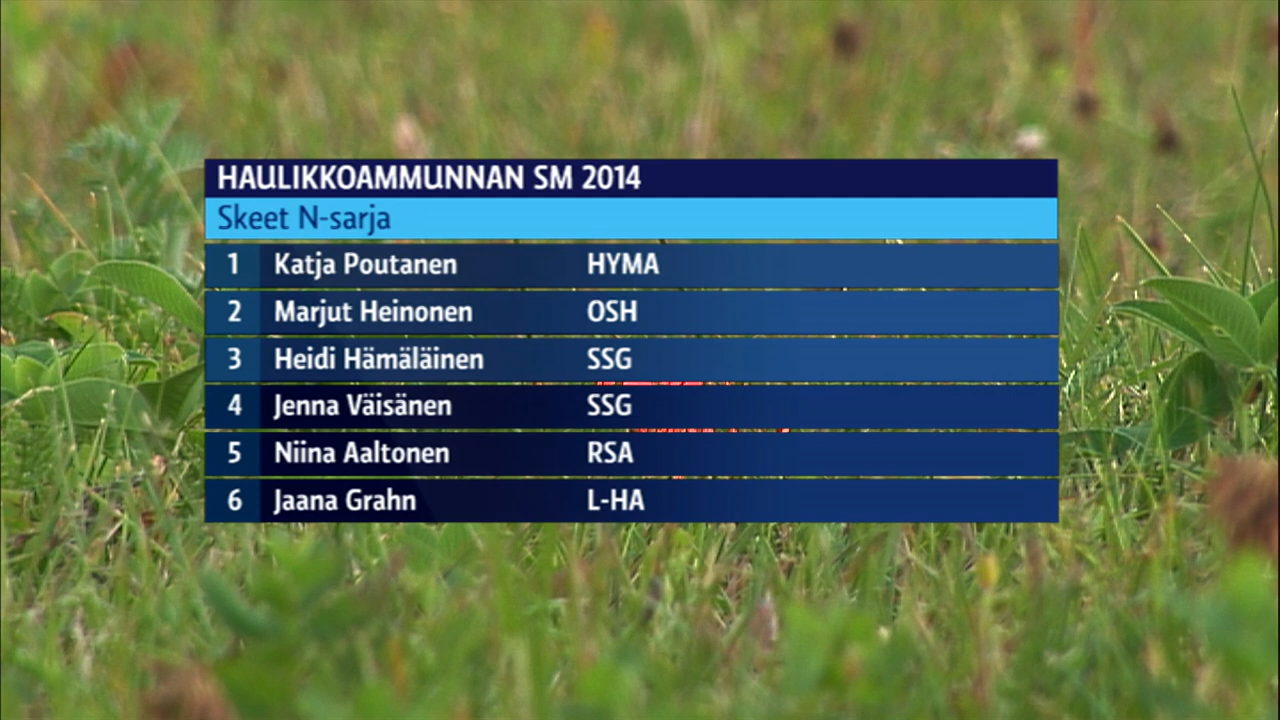 HAULIKKOAMMUNNAN SM 2014
Skeet N-sarja
1 Katja Poutanen HYMA
2 Marjut Heinonen OSH
3 Heidi Hämäläinen SSG
4 Jenna Väisänen SSG
5 Niina Aaltonen RSA
6 Jaana Grahn L-HA